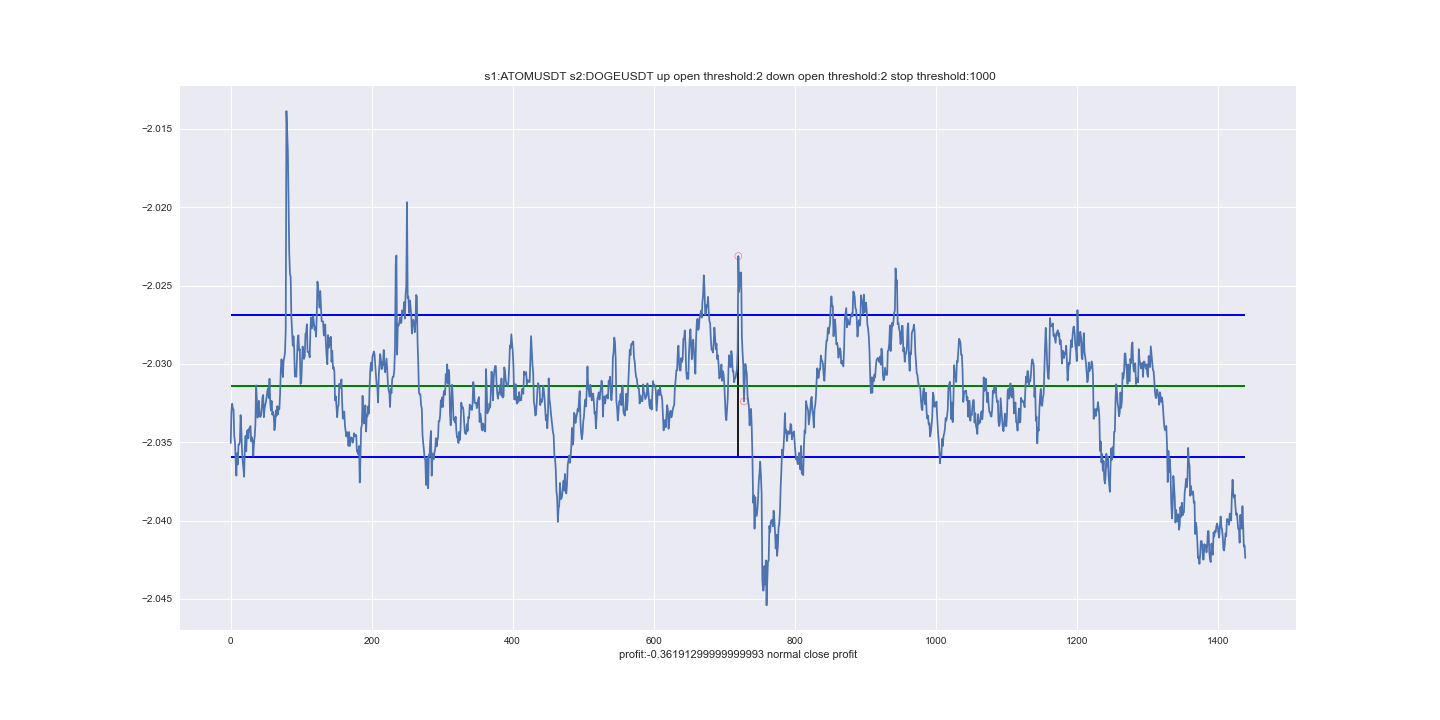 s1:ATOMUSDT s2:DOGEUSDT up open threshold:2 down open threshold:2 stop threshold:1000
−2.015
−2.020
−2.025
−2.030
−2.035
−2.040
−2.045
0 200 400 600 800 1000 1200 1400
profit:-0.36191299999999993 normal close profit